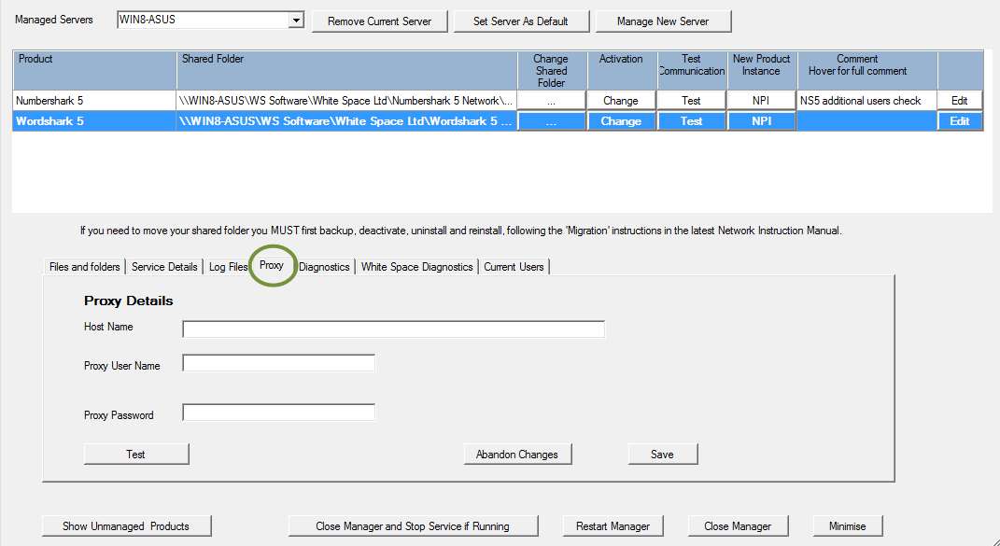 Managed Servers WIN8-ASUS Remove Current Server Set Server As Default Manage New Server
Product Shared Folder Change Shared Folder Activation Test Communication New Product Instance Comment Hover for full comment
Numbershark 5 \\WIN8-ASUS\WS Software\White Space Ltd\Numbershark 5 Network\... ... Change Test NPI NS5 additional users check Edit
Wordshark 5 \\WIN8-ASUS\WS Software\White Space Ltd\Wordshark 5 ... ... Change Test NPI Edit
If you need to move your shared folder you MUST first backup, deactivate, uninstall and reinstall, following the 'Migration' instructions in the latest Network Instruction Manual.
Files and folders Service Details Log Files Proxy Diagnostics White Space Diagnostics Current Users
Proxy Details
Host Name
Proxy User Name
Proxy Password
Test Abandon Changes Save
Show Unmanaged Products Close Manager and Stop Service if Running Restart Manager Close Manager Minimise